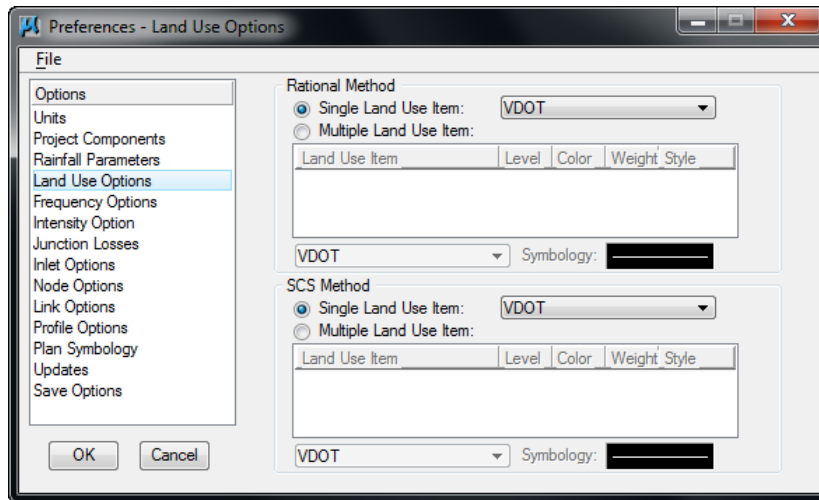 Preferences - Land Use Options
File
Options
Units
Project Components
Rainfall Parameters
Land Use Options
Frequency Options
Intensity Option
Junction Losses
Inlet Options
Node Options
Link Options
Profile Options
Plan Symbology
Updates
Save Options
OK Cancel
Rational Method
Single Land Use Item: VDOT
Multiple Land Use Item:
Land Use Item Level Color Weight Style
VDOT Symbology:
SCS Method
Single Land Use Item: VDOT
Multiple Land Use Item:
Land Use Item Level Color Weight Style
VDOT Symbology: